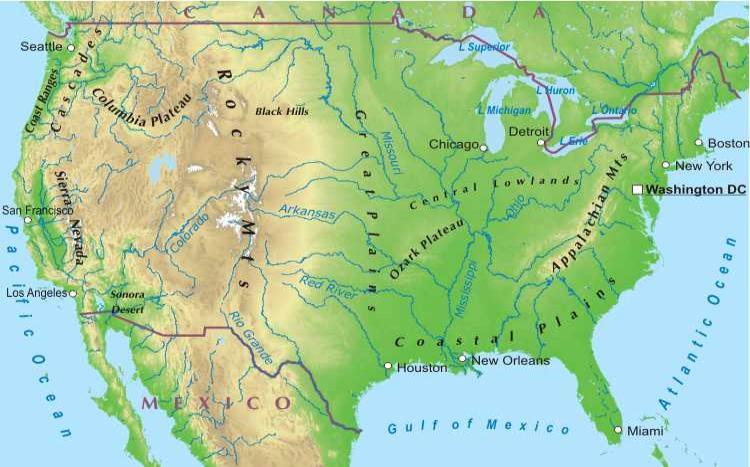 C A N A D A
Seattle
L Superior
Cascades
Coast Ranges
Columbia Plateau
Rocky Mts
Black Hills
Great Plains
Missouri
L Huron
L Michigan
L Ontario
L Erie
Detroit
Chicago
Boston
New York
Washington DC
Central Lowlands
Ohio
Appalachian Mts
Sierra Nevada
San Francisco
Colorado
Arkansas
Ozark Plateau
Pacific Ocean
Los Angeles
Sonora
Desert
Red River
Mississippi
Rio Grande
Coastal Plains
Atlantic Ocean
Houston
New Orleans
MEXICO
Gulf of Mexico
Miami